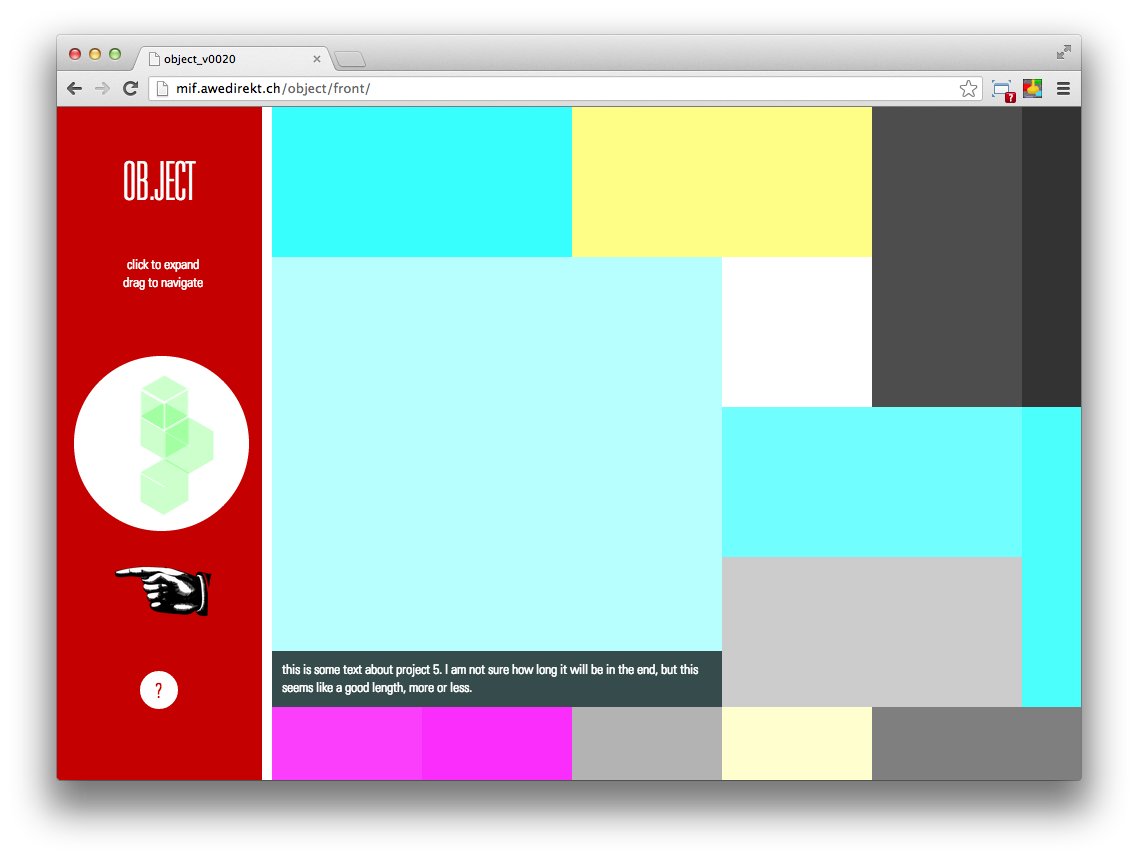 object_v0020
mif.awedirekt.ch/object/front/
?
OB.JECT
click to expand
drag to navigate
this is some text about project 5. I am not sure how long it will be in the end, but this
seems like a good length, more or less.
?